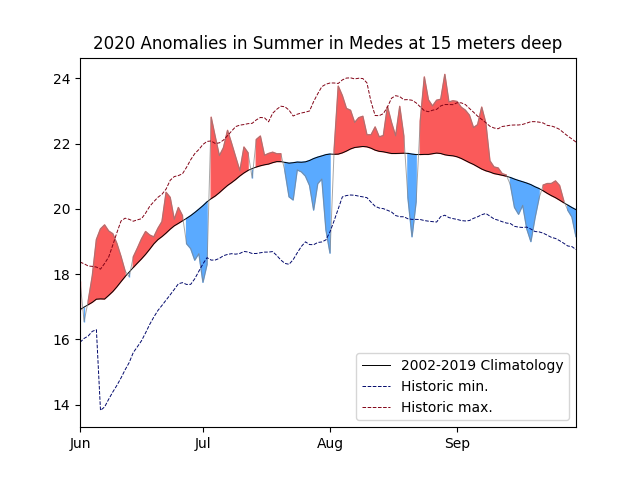 2020 Anomalies in Summer in Medes at 15 meters deep
24
22
20
18
16
14
Jun
Jul
Aug
Sep
2002-2019 Climatology
Historic min.
Historic max.